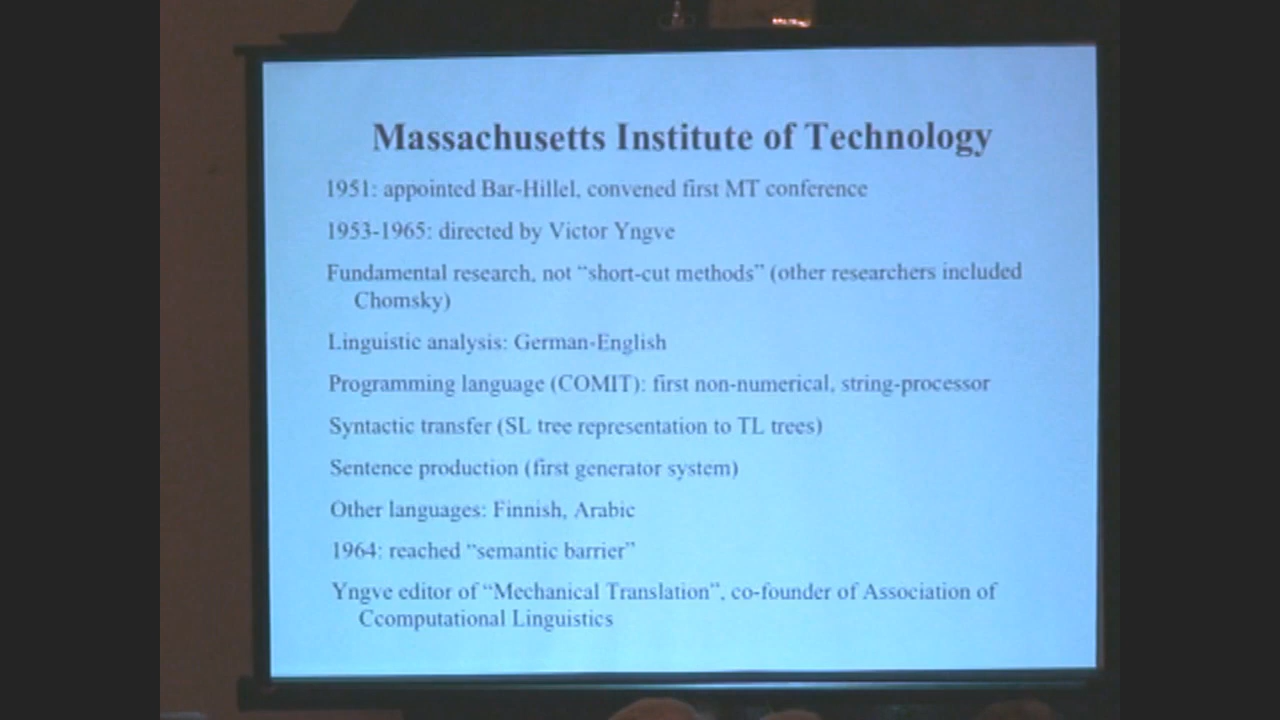 Massachusetts Institute of Technology
1951: appointed Bar-Hillel, convened first MT conference
1953-1965: directed by Victor Yngve
Fundamental research, not “short-cut methods” (other researchers included
Chomsky)
Linguistic analysis: German-English
Programming language (COMIT): first non-numerical, string-processor
Syntactic transfer (SL tree representation to TL trees)
Sentence production (first generator system)
Other languages: Finnish, Arabic
1964: reached “semantic barrier”
Yngve editor of “Mechanical Translation”, co-founder of Association of
Ccomputational Linguistics